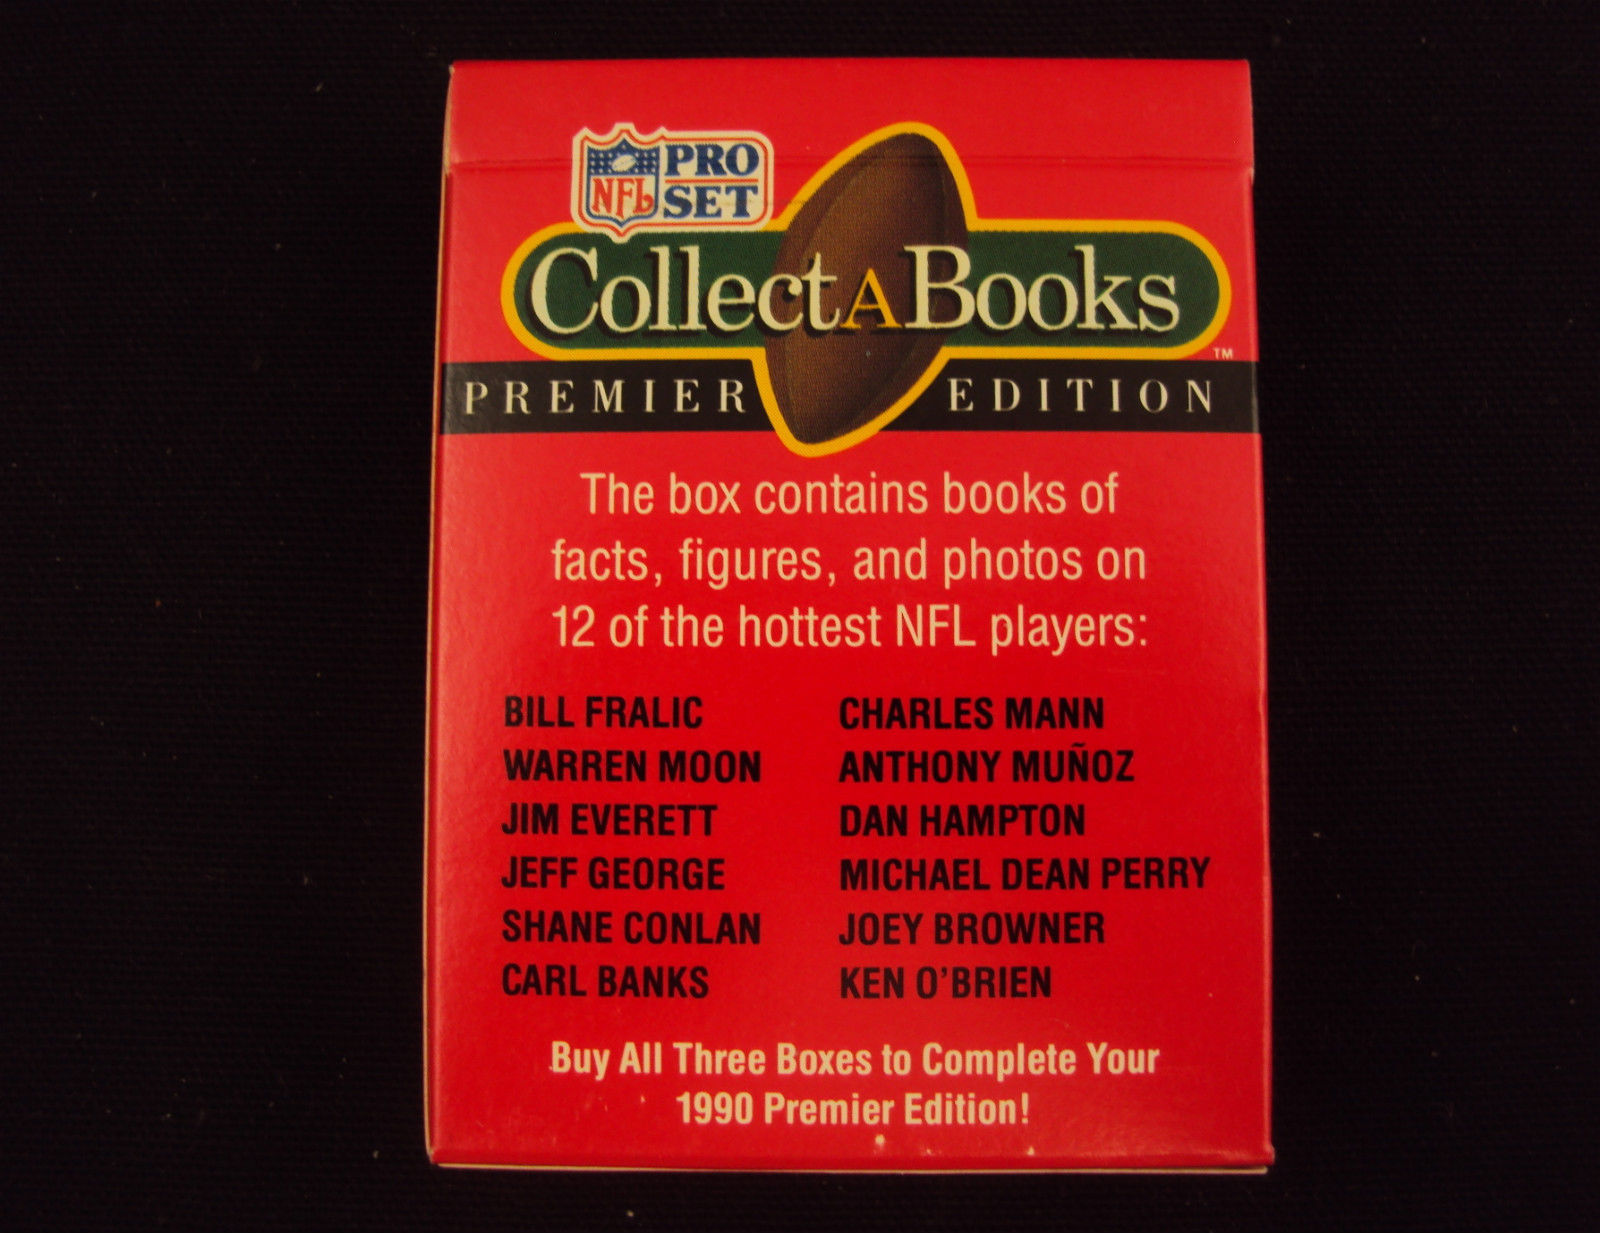 NFL PRO SET
CollectABooks
TM
PREMIER EDITION
The box contains books of
facts, figures, and photos on
12 of the hottest NFL players:
BILL FRALIC
WARREN MOON
JIM EVERETT
JEFF GEORGE
SHANE CONLAN
CARL BANKS
CHARLES MANN
ANTHONY MUÑOZ
DAN HAMPTON
MICHAEL DEAN PERRY
JOEY BROWNER
KEN O'BRIEN
Buy All Three Boxes to Complete Your
1990 Premier Edition!